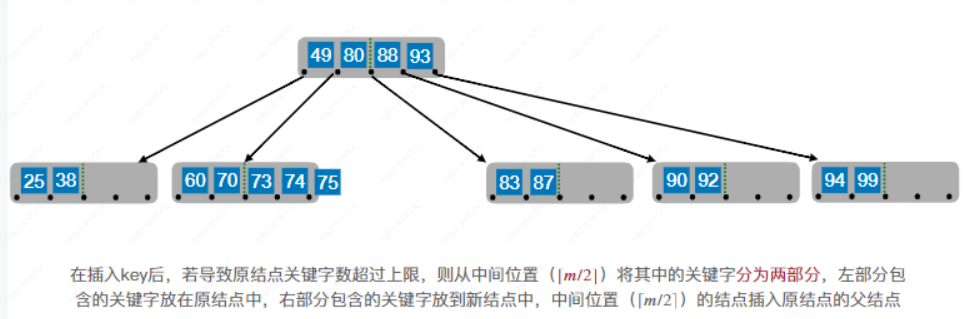 49 80 88 93
25 38 60 70 73 74 75 83 87 90 92 94 99
在插入key后，若导致原结点关键字数超过上限，则从中间位置（⌈m/2⌉）将其中的关键字分为两部分，左部分包
含的关键字放在原结点中，右部分包含的关键字放到新结点中，中间位置（⌈m/2⌉）的结点插入原结点的父结点